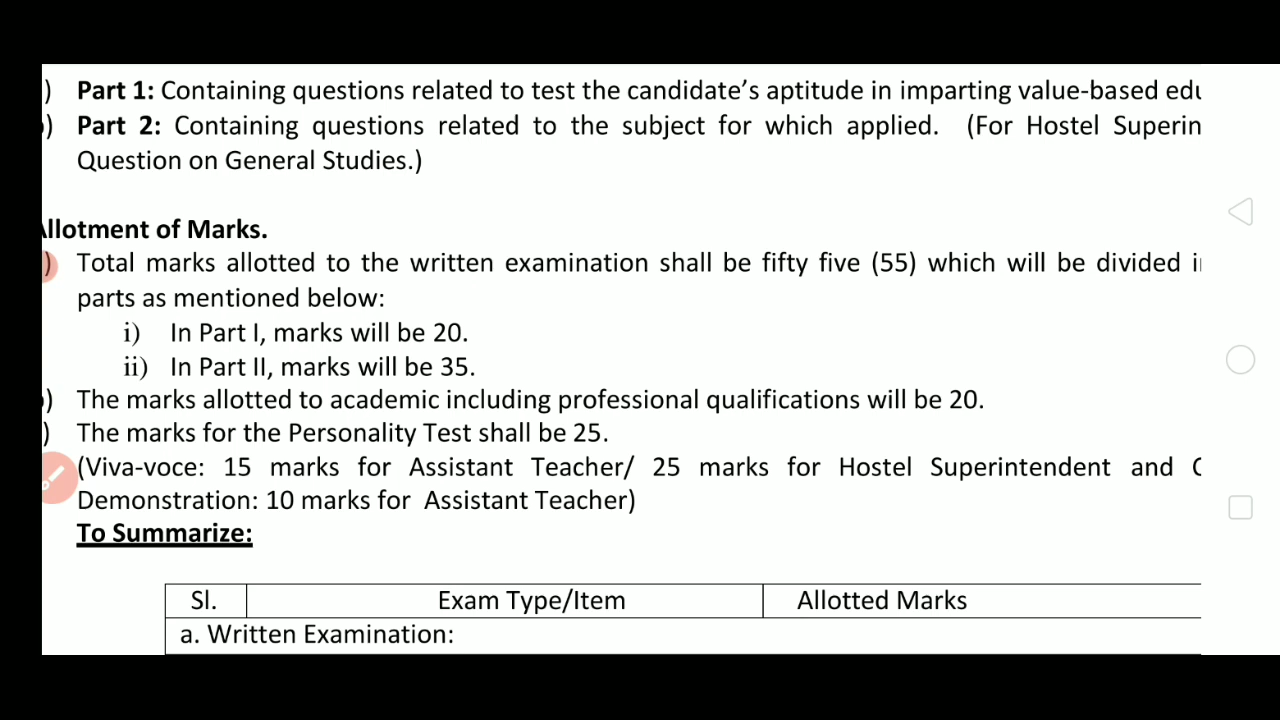 ) Part 1: Containing questions related to test the candidate's aptitude in imparting value-based
) Part 2: Containing questions related to the subject for which applied. (For Hostel
Question on General Studies.)
of Marks.
) Total marks allotted to the written examination shall be fifty five (55) which will be divided
parts as mentioned below:
i) In Part I, marks will be 20.
ii) In Part II, marks will be 35.
) The marks allotted to academic including professional qualifications will be 20.
) The marks for the Personality Test shall be 25.
(Viva-voce: 15 marks for Assistant Teacher/ 25 marks for Hostel Superintendent and
Demonstration: 10 marks for Assistant Teacher)
To Summarize:
Sl. Exam Type/Item Allotted Marks
a. Written Examination: